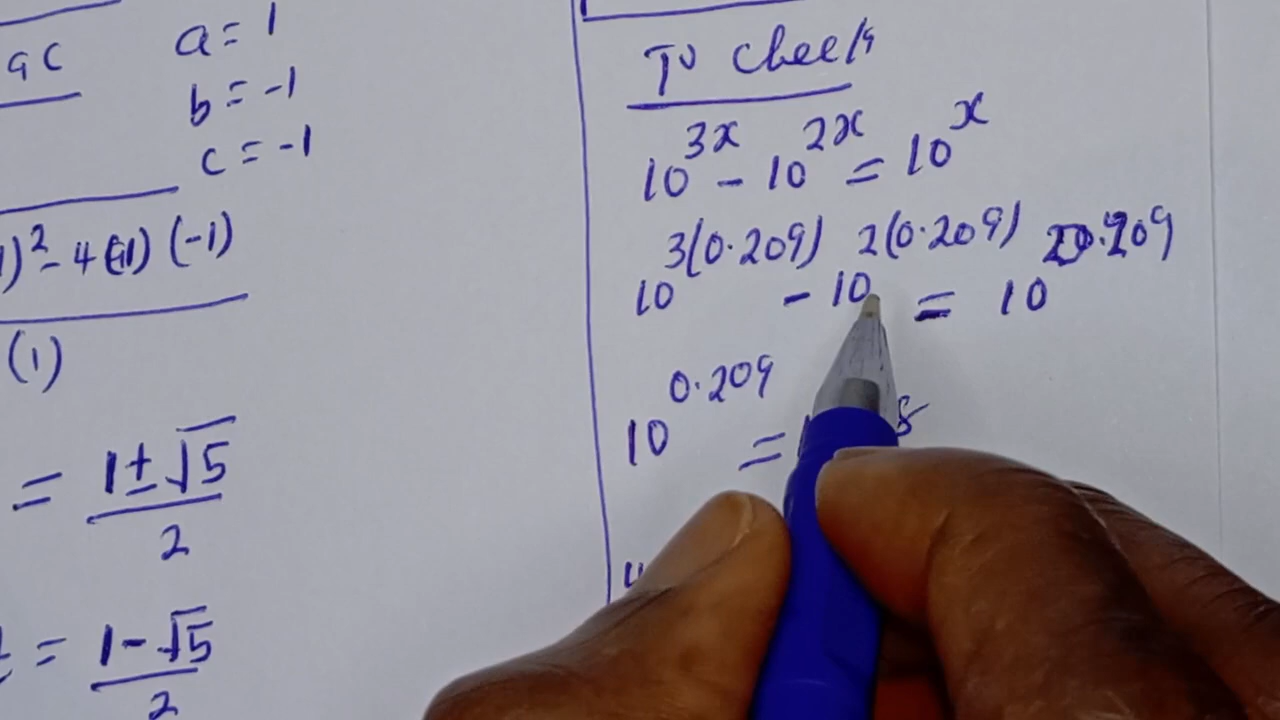 ac
a = 1
b = -1
c = -1
)² - 4(1)(-1)
(1)
= 1±√5
2
= 1-√5
2
To Check
10^3x - 10^2x = 10^x
10^3(0.209) - 10^2(0.209) = 10^0.209
10^0.209 =